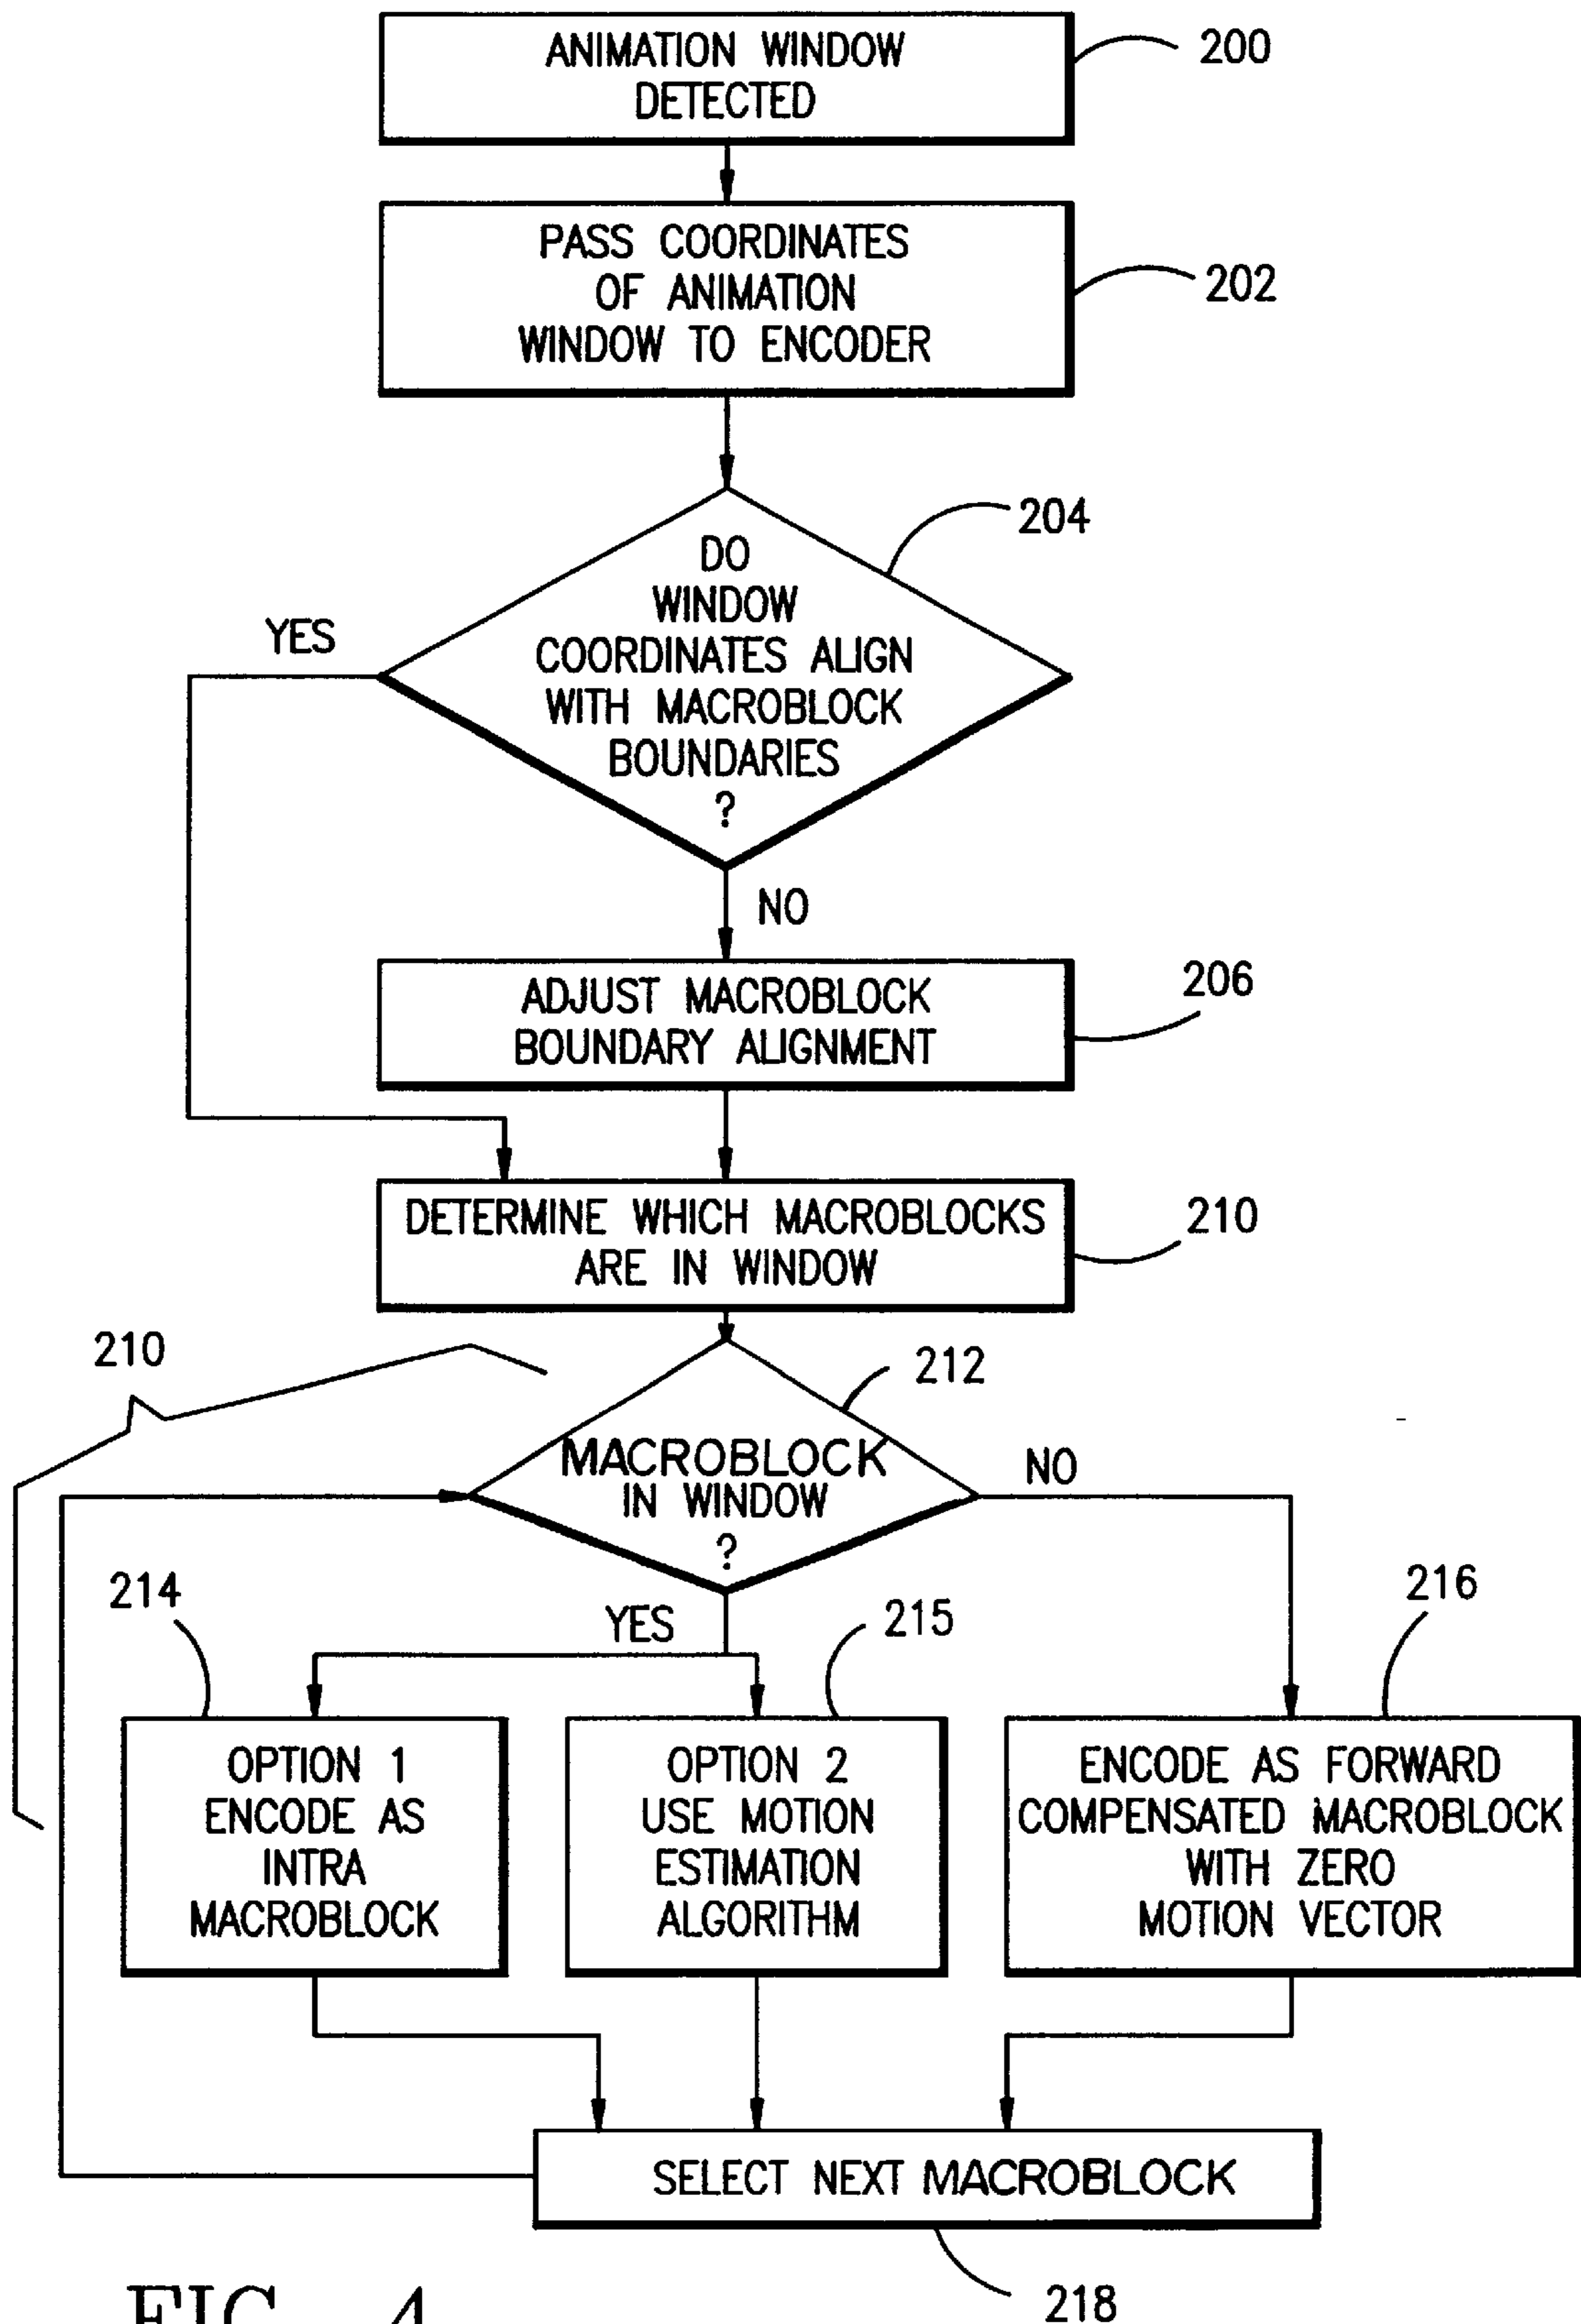 ANIMATION WINDOW
DETECTED
200
PASS COORDINATES
OF ANIMATION
WINDOW TO ENCODER
202
204
DO
WINDOW
COORDINATES ALIGN
WITH MACROBLOCK
BOUNDARIES
?
YES
NO
ADJUST MACROBLOCK
BOUNDARY ALIGNMENT
206
DETERMINE WHICH MACROBLOCKS
ARE IN WINDOW
210
210
212
MACROBLOCK
IN WINDOW
?
NO
YES
214
215
216
OPTION 1
ENCODE AS
INTRA
MACROBLOCK
OPTION 2
USE MOTION
ESTIMATION
ALGORITHM
ENCODE AS FORWARD
COMPENSATED MACROBLOCK
WITH ZERO
MOTION VECTOR
SELECT NEXT MACROBLOCK
218
FIG. 4